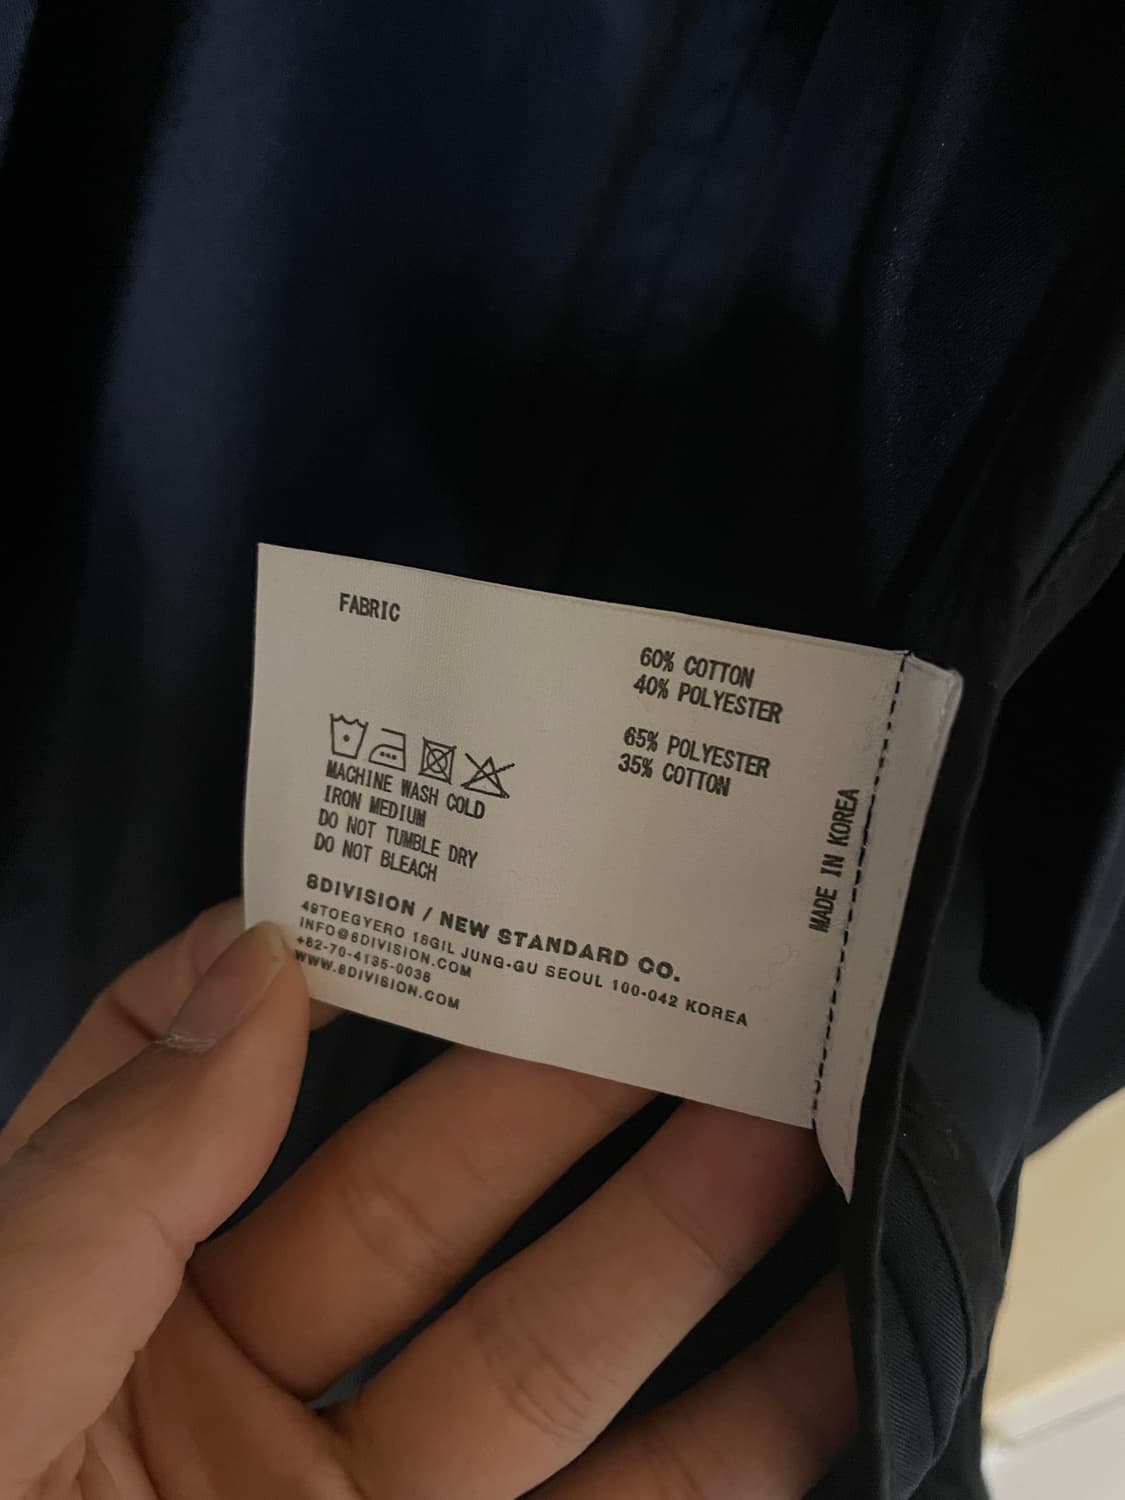 FABRIC
60% COTTON
40% POLYESTER
65% POLYESTER
35% COTTON
MACHINE WASH COLD
IRON MEDIUM
DO NOT TUMBLE DRY
DO NOT BLEACH
8DIVISION / NEW STANDARD CO.
49TOEGYERO 18GIL JUNG-GU SEOUL 100-042 KOREA
INFO@8DIVISION.COM
+82-70-4135-0036
WWW.8DIVISION.COM
MADE IN KOREA